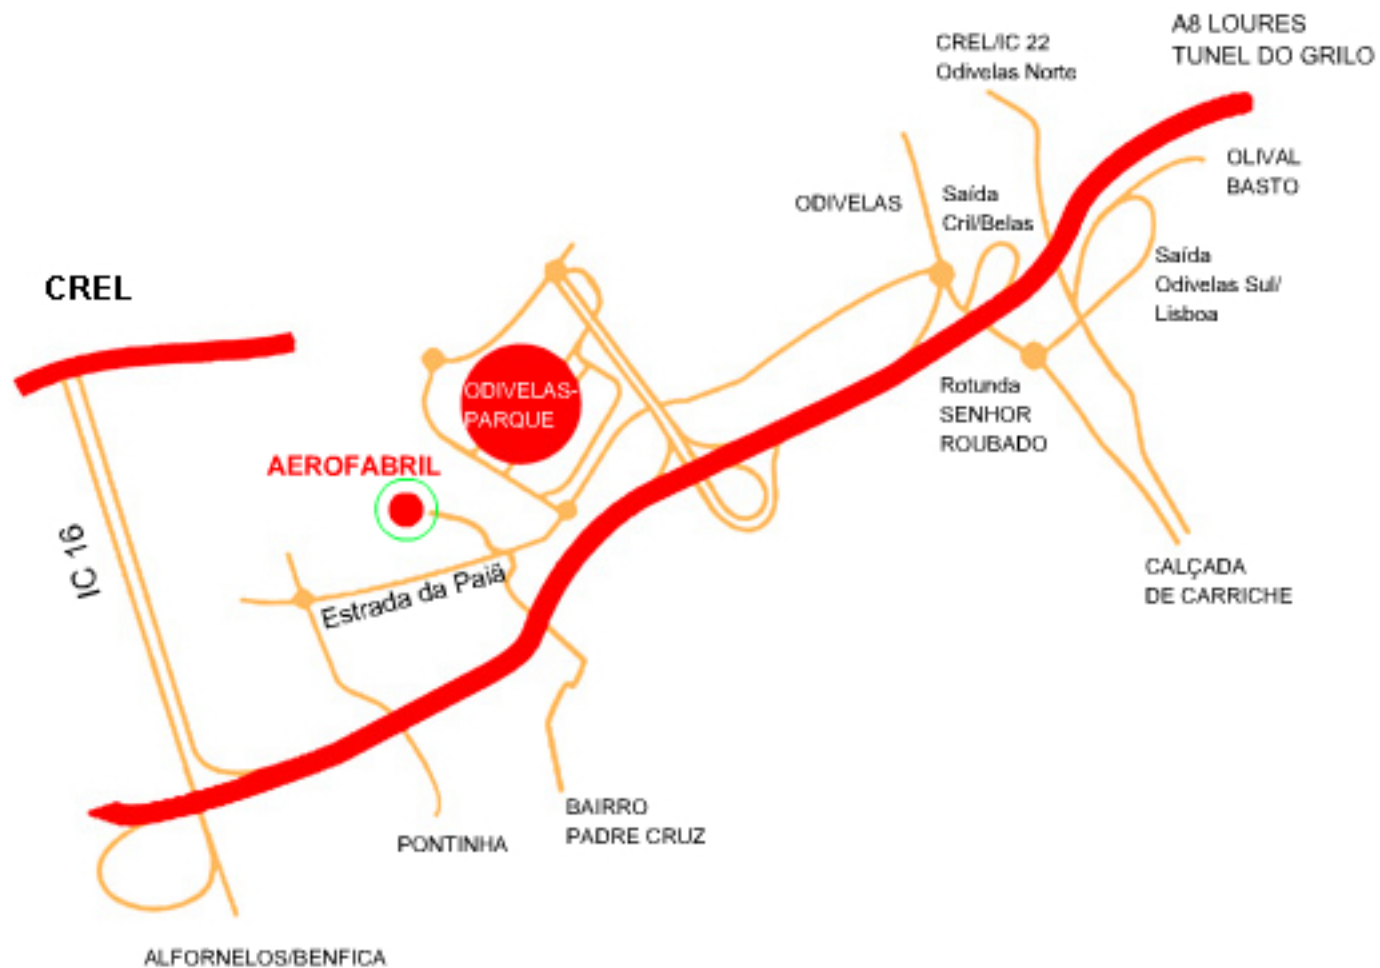 A8 LOURES
TUNEL DO GRILO
CREL/IC 22
Odivelas Norte
OLIVAL
BASTO
ODIVELAS
Saída
Cril/Belas
Saída
Odivelas Sul/
Lisboa
CREL
ODIVELAS-
PARQUE
Rotunda
SENHOR
ROUBADO
AEROFABRIL
IC 16
Estrada da Paiã
CALÇADA
DE CARRICHE
BAIRRO
PADRE CRUZ
PONTINHA
ALFORNELOS/BENFICA